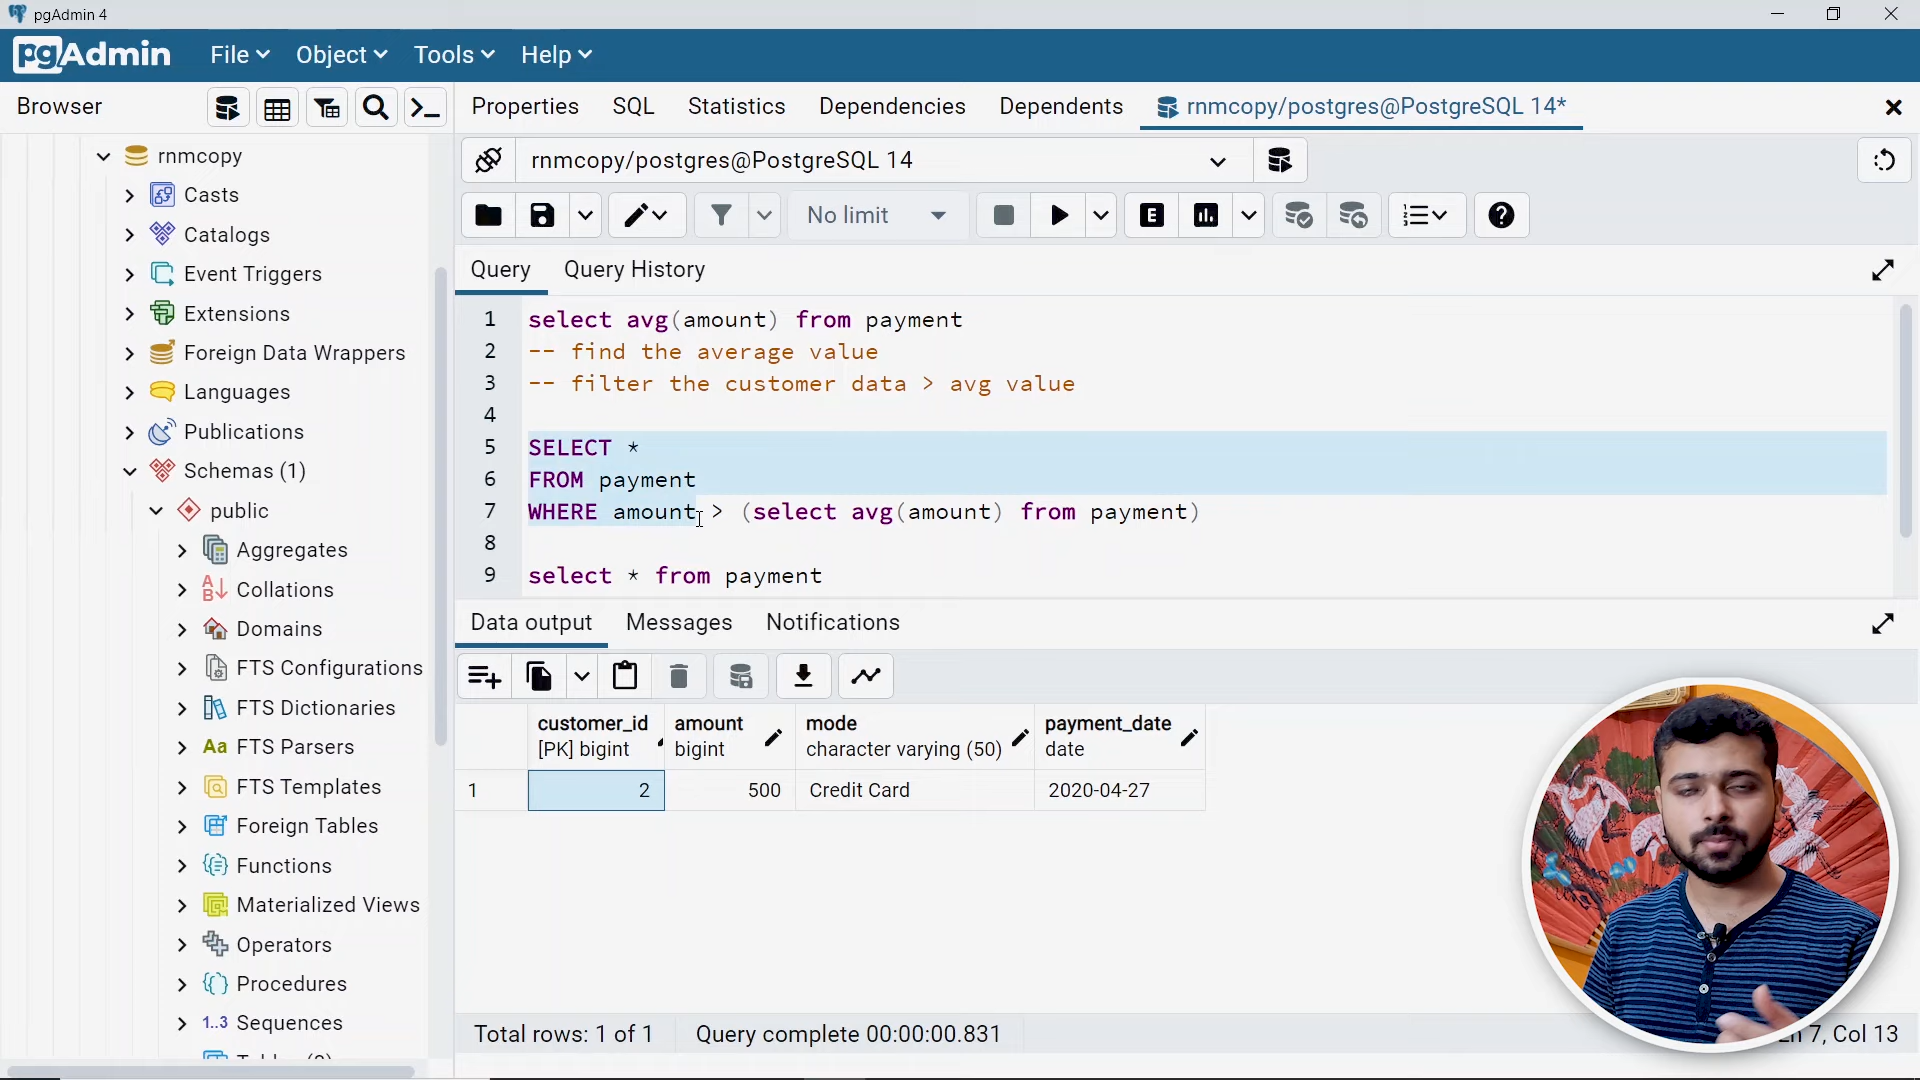 pgAdmin 4
pgAdmin File Object Tools Help
Browser
Properties SQL Statistics Dependencies Dependents rnmcopy/postgres@PostgreSQL 14*
rnmcopy
Casts
Catalogs
Event Triggers
Extensions
Foreign Data Wrappers
Languages
Publications
Schemas (1)
public
Aggregates
Collations
Domains
FTS Configurations
FTS Dictionaries
Aa FTS Parsers
FTS Templates
Foreign Tables
Functions
Materialized Views
Operators
Procedures
1..3 Sequences
rnmcopy/postgres@PostgreSQL 14
No limit
E
Query Query History
1 select avg(amount) from payment
2 -- find the average value
3 -- filter the customer data > avg value
4
5 SELECT *
6 FROM payment
7 WHERE amount > (select avg(amount) from payment)
8
9 select * from payment
Data output Messages Notifications
customer_id amount mode payment_date
[PK] bigint bigint character varying (50) date
1 2 500 Credit Card 2020-04-27
Total rows: 1 of 1 Query complete 00:00:00.831 7, Col 13